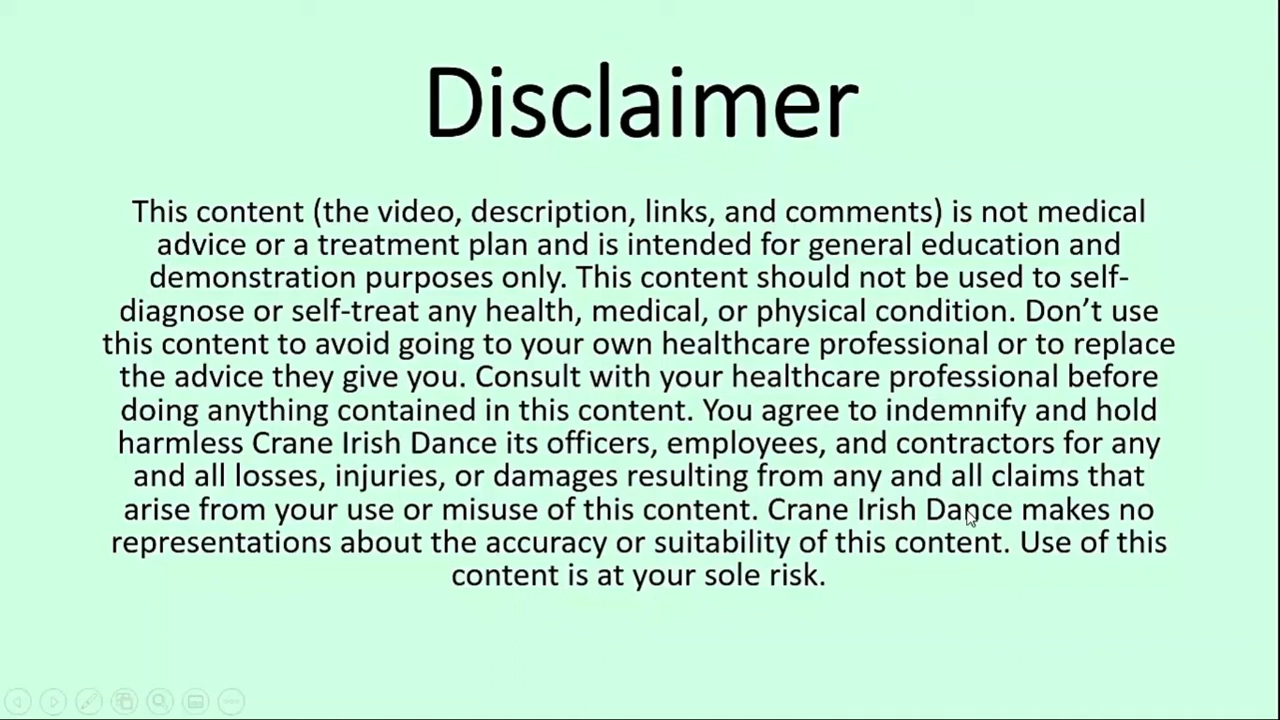 Disclaimer
This content (the video, description, links, and comments) is not medical
advice or a treatment plan and is intended for general education and
demonstration purposes only. This content should not be used to self-
diagnose or self-treat any health, medical, or physical condition. Don’t use
this content to avoid going to your own healthcare professional or to replace
the advice they give you. Consult with your healthcare professional before
doing anything contained in this content. You agree to indemnify and hold
harmless Crane Irish Dance its officers, employees, and contractors for any
and all losses, injuries, or damages resulting from any and all claims that
arise from your use or misuse of this content. Crane Irish Dance makes no
representations about the accuracy or suitability of this content. Use of this
content is at your sole risk.